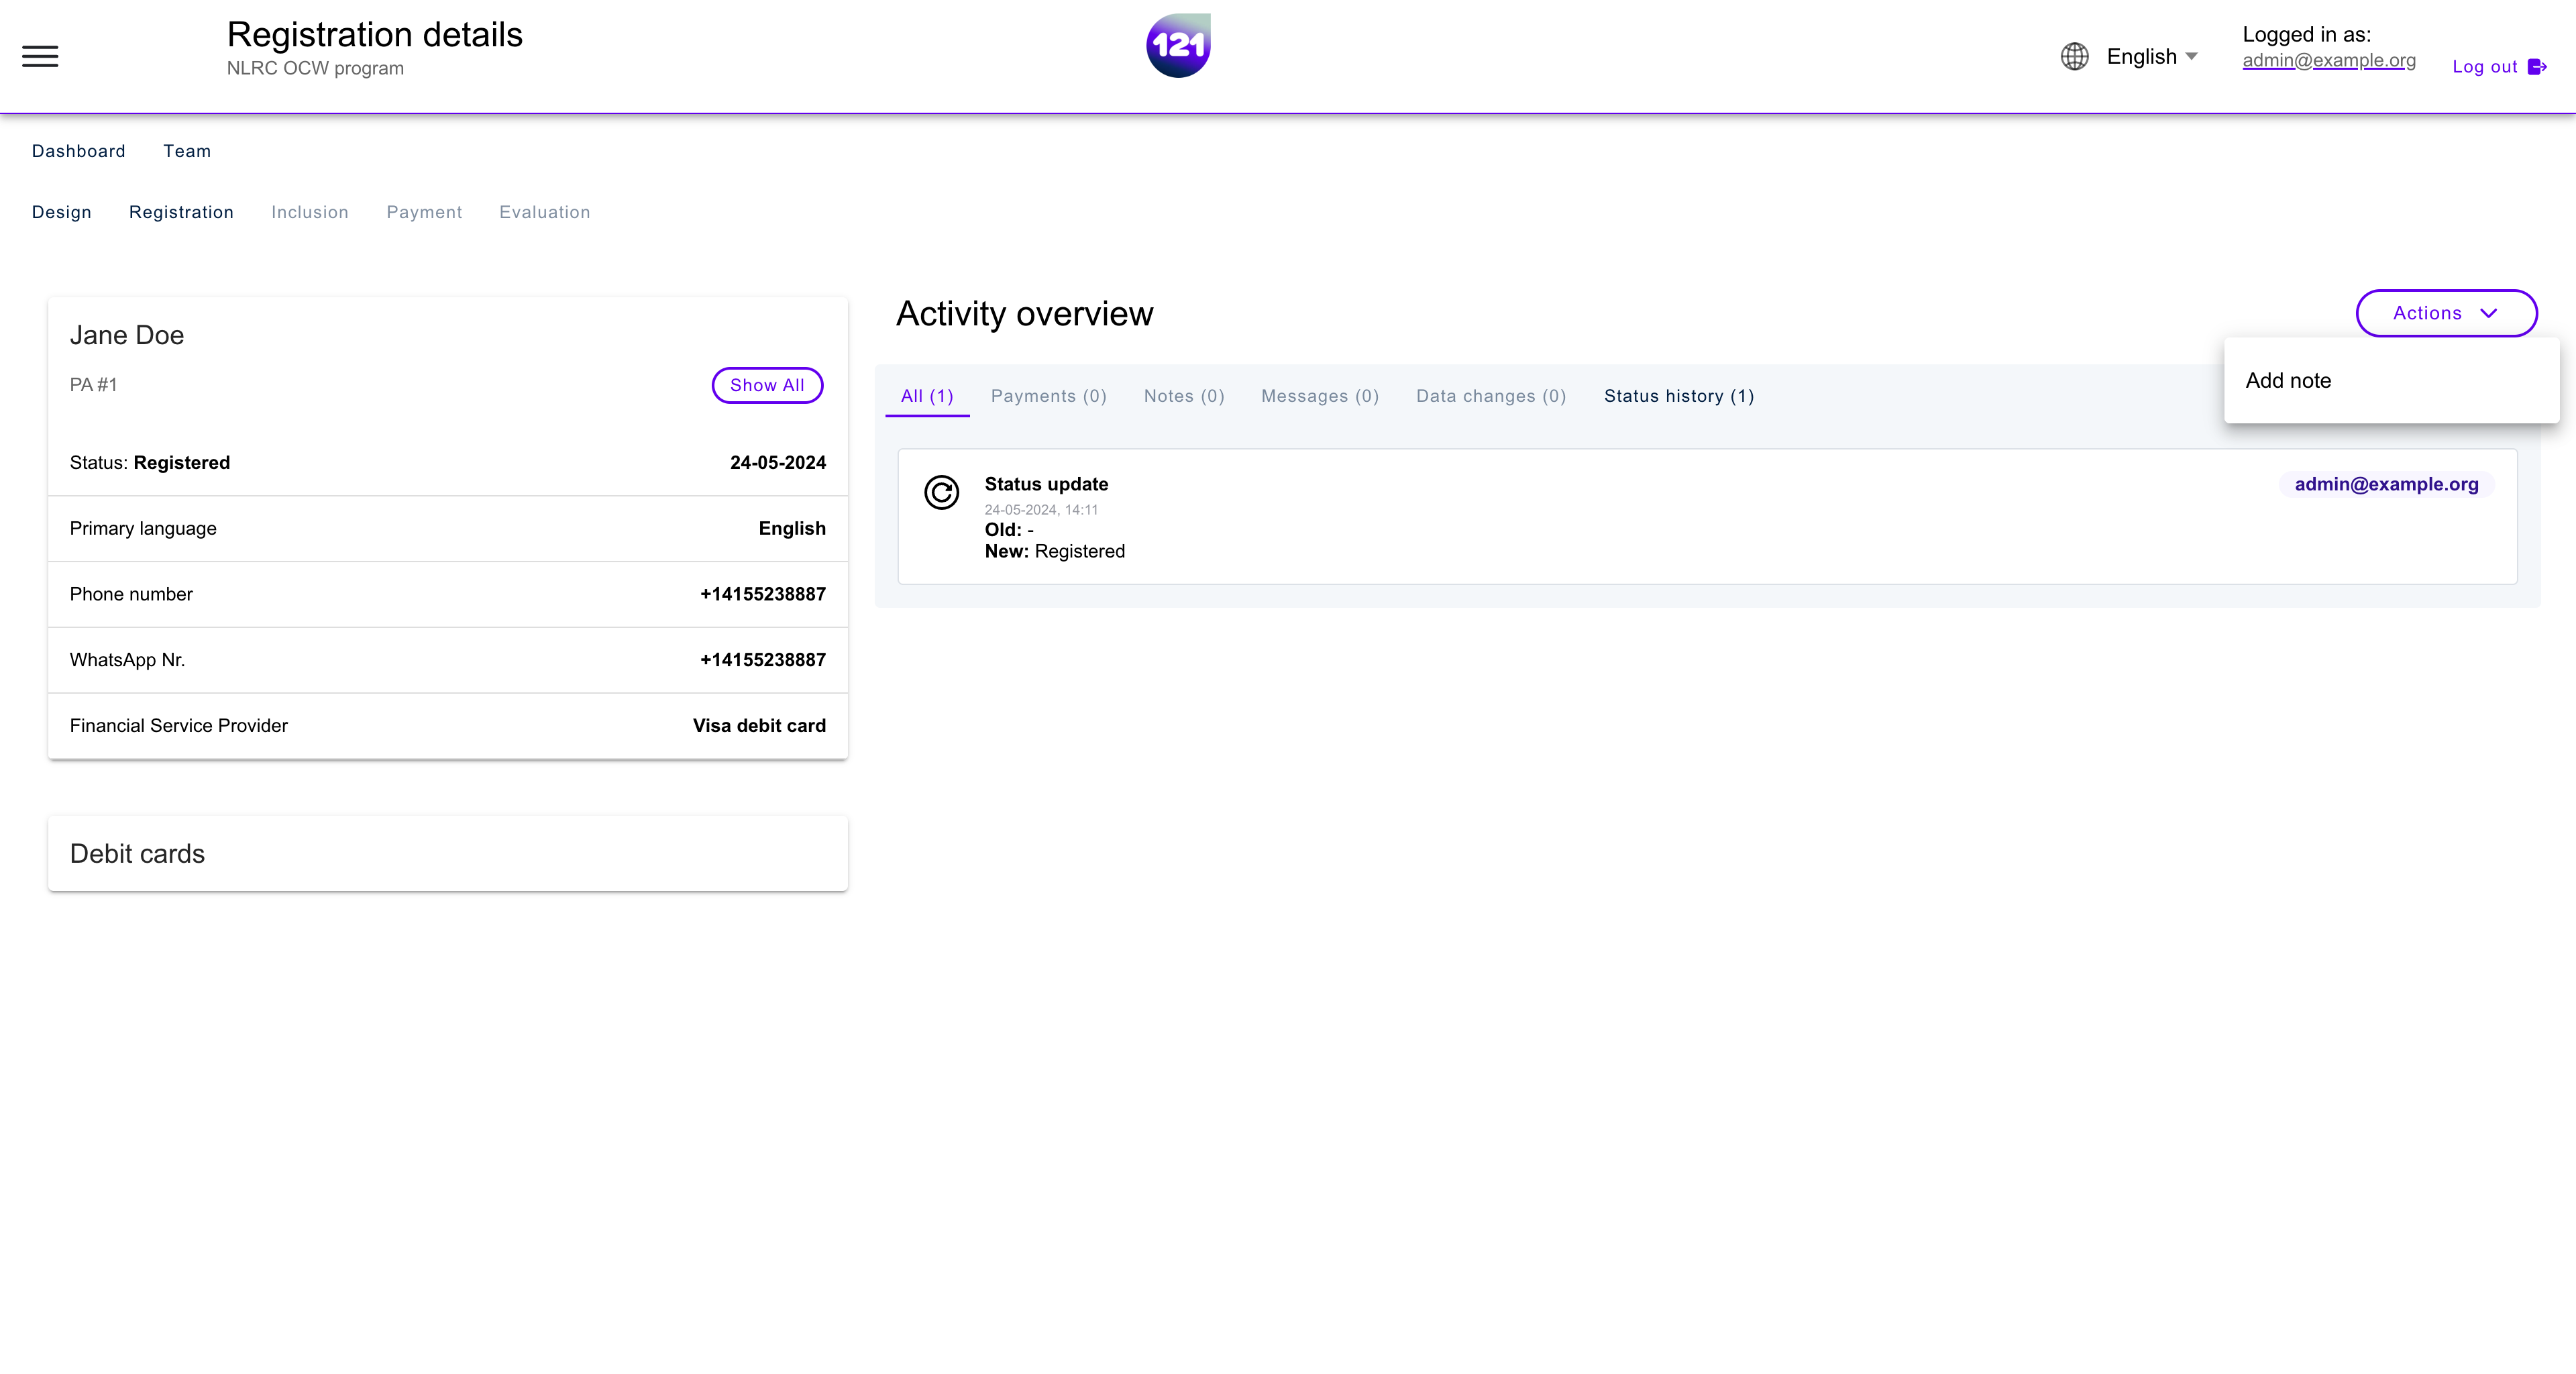 Registration details
NLRC OCW program
121
English
Logged in as:
admin@example.org
Log out
Dashboard Team
Design Registration Inclusion Payment Evaluation
Jane Doe
PA #1
Show All
Status: Registered 24-05-2024
Primary language English
Phone number +14155238887
WhatsApp Nr. +14155238887
Financial Service Provider Visa debit card
Debit cards
Activity overview
Actions
Add note
All (1) Payments (0) Notes (0) Messages (0) Data changes (0) Status history (1)
Status update admin@example.org
24-05-2024, 14:11
Old: -
New: Registered